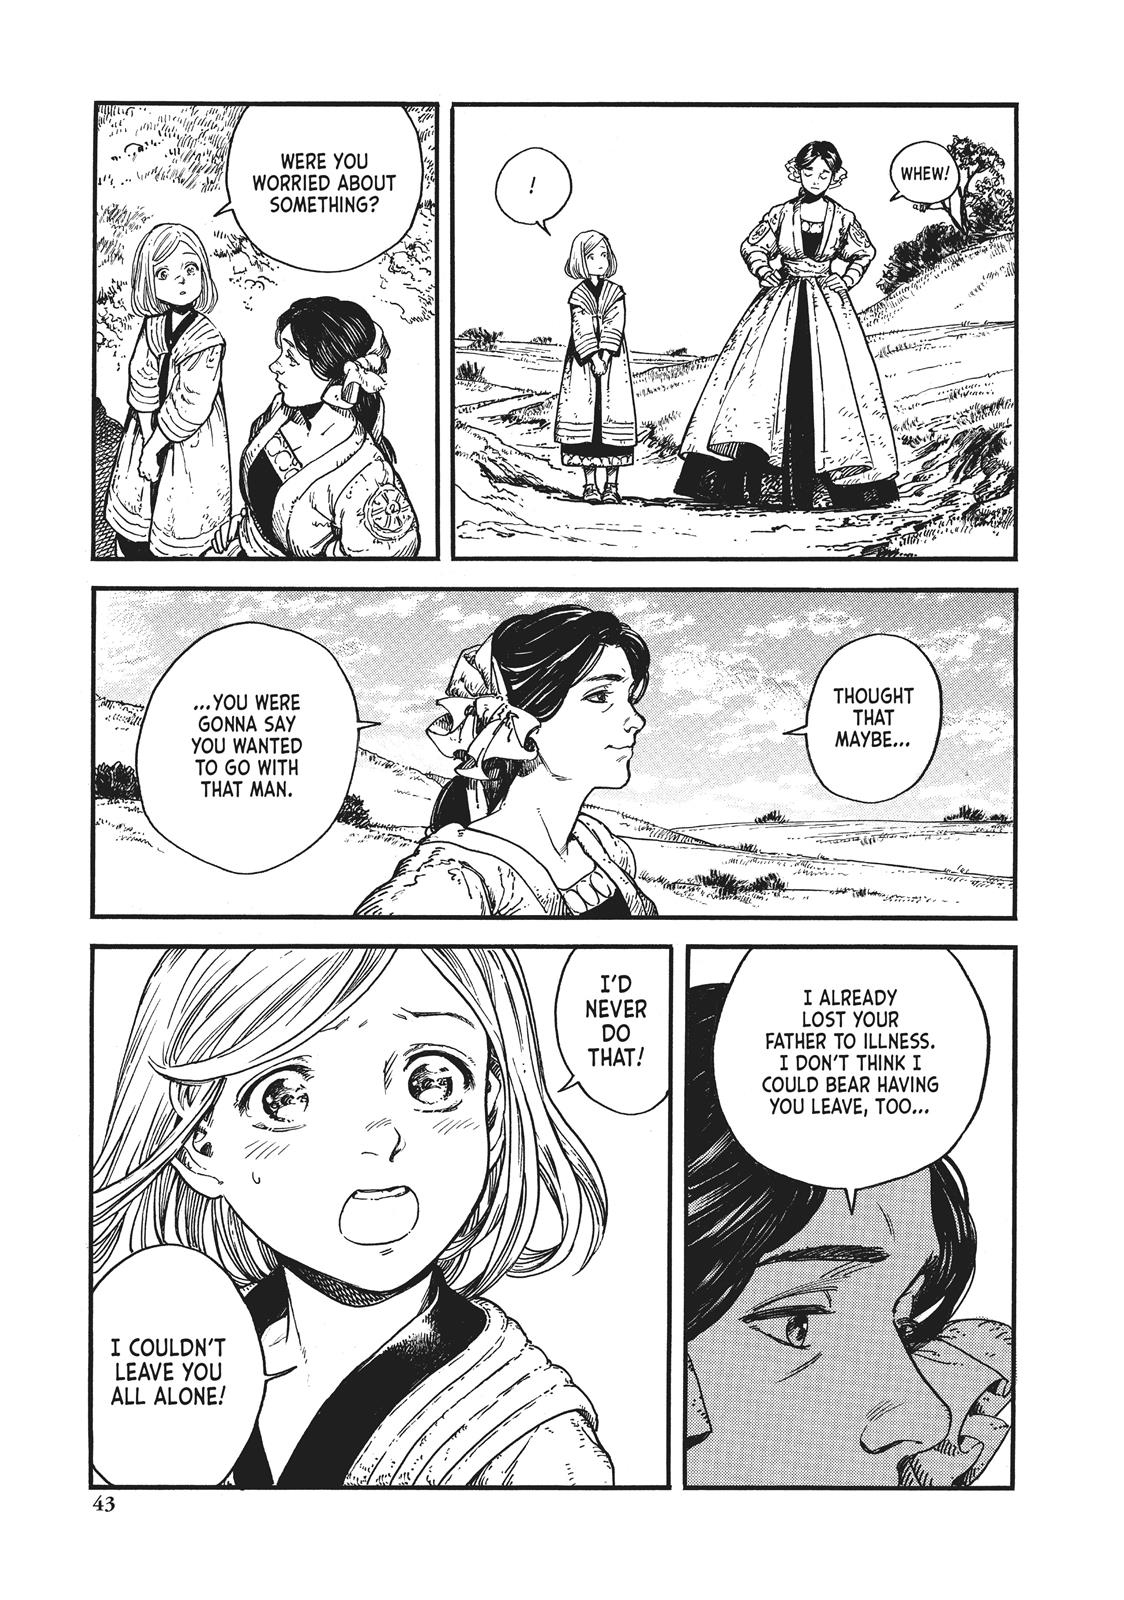 WHEW!
!
WERE YOU
WORRIED ABOUT
SOMETHING?
THOUGHT
THAT
MAYBE...
...YOU WERE
GONNA SAY
YOU WANTED
TO GO WITH
THAT MAN.
I ALREADY
LOST YOUR
FATHER TO ILLNESS.
I DON'T THINK I
COULD BEAR HAVING
YOU LEAVE, TOO...
I'D
NEVER
DO
THAT!
I COULDN'T
LEAVE YOU
ALL ALONE!
43